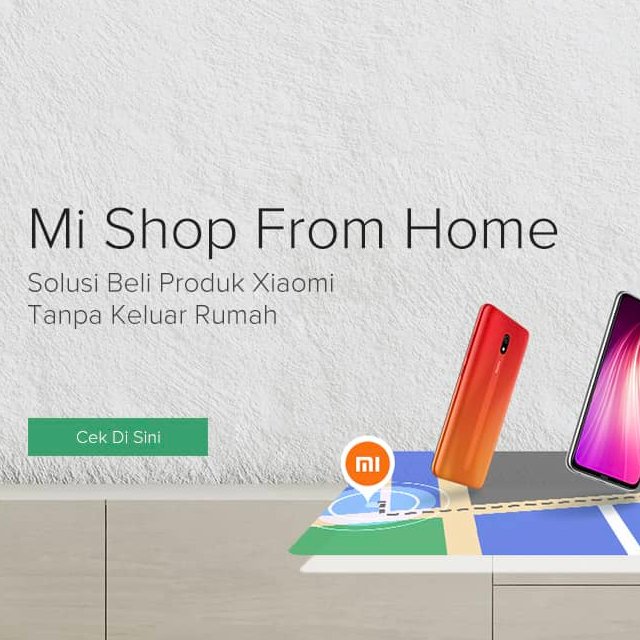 Mi Shop From Home
Solusi Beli Produk Xiaomi
Tanpa Keluar Rumah
Cek Di Sini
mi